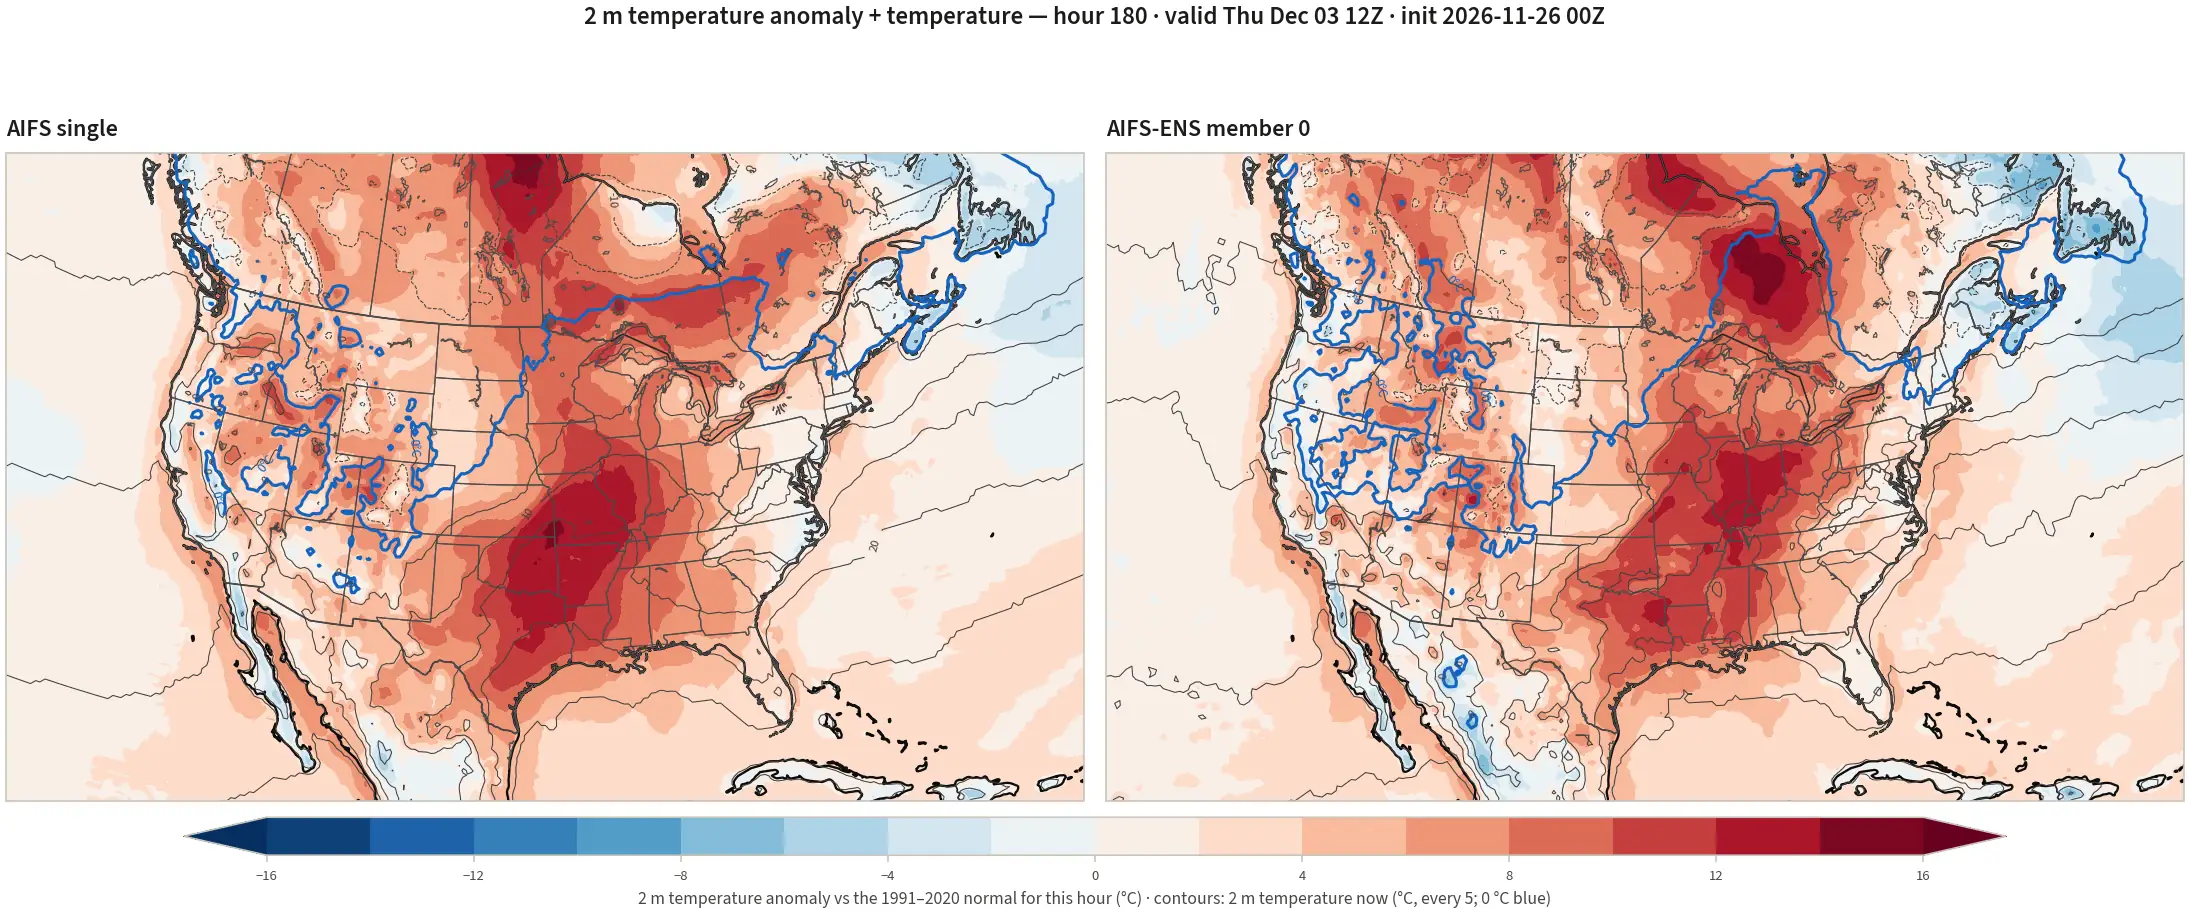 2 m temperature anomaly + temperature — hour 180 · valid Thu Dec 03 12Z · init 2026-11-26 00Z
AIFS single
AIFS-ENS member 0
20
10
−16 −12 −8 −4 0 4 8 12 16
2 m temperature anomaly vs the 1991–2020 normal for this hour (°C) · contours: 2 m temperature now (°C, every 5; 0 °C blue)